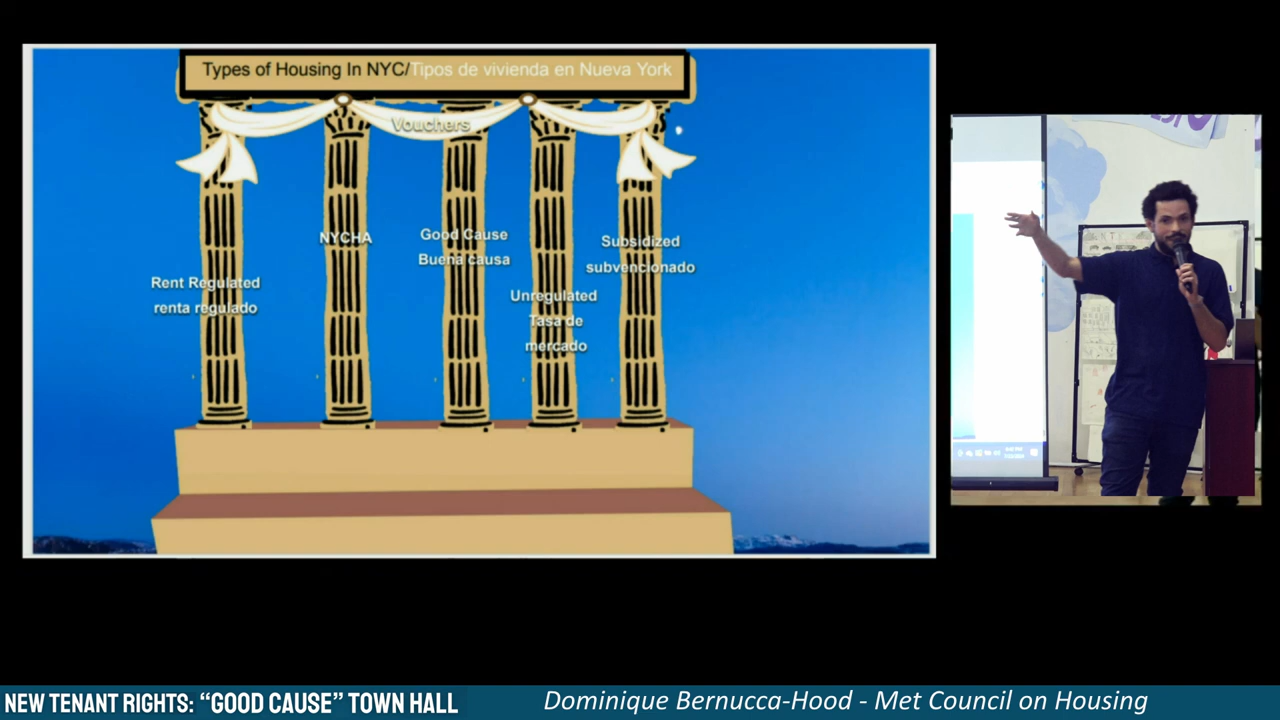 Types of Housing In NYC/Tipos de vivienda en Nueva York
Vouchers
Rent Regulated
renta regulado
NYCHA
Good Cause
Buena causa
Unregulated
Tasa de
mercado
Subsidized
subvencionado
NEW TENANT RIGHTS: “GOOD CAUSE” TOWN HALL
Dominique Bernucca-Hood - Met Council on Housing